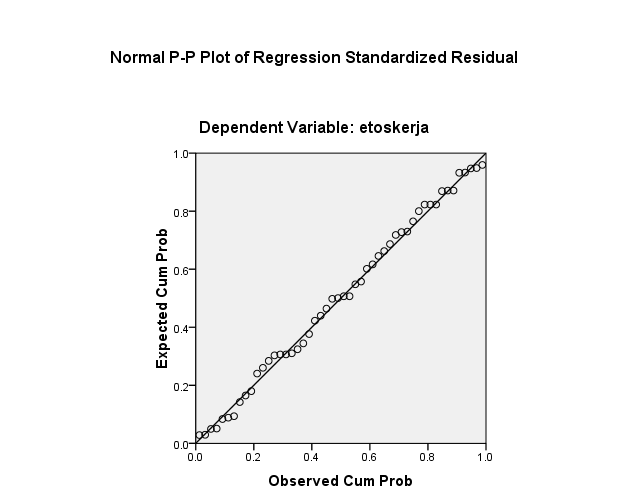 Normal P-P Plot of Regression Standardized Residual
Dependent Variable: etoskerja
1.0
0.8
0.6
0.4
0.2
0.0
Expected Cum Prob
0.0 0.2 0.4 0.6 0.8 1.0
Observed Cum Prob